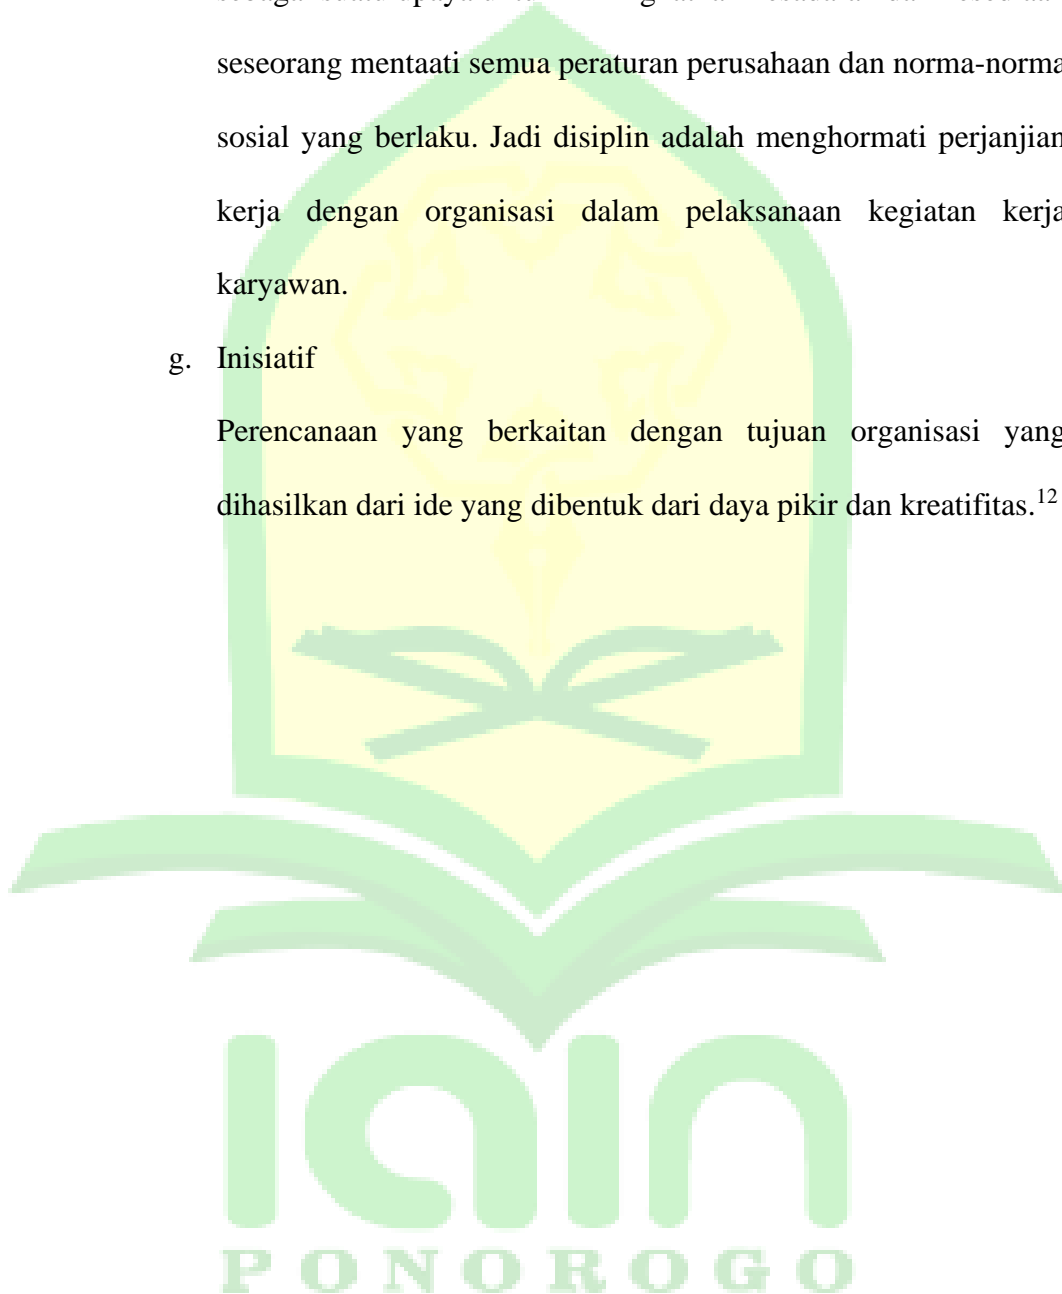 seseorang mentaati semua peraturan perusahaan dan norma-norma
sosial yang berlaku. Jadi disiplin adalah menghormati perjanjian
kerja dengan organisasi dalam pelaksanaan kegiatan kerja
karyawan.
g. Inisiatif
Perencanaan yang berkaitan dengan tujuan organisasi yang
dihasilkan dari ide yang dibentuk dari daya pikir dan kreatifitas.12
iain
PONOROGO